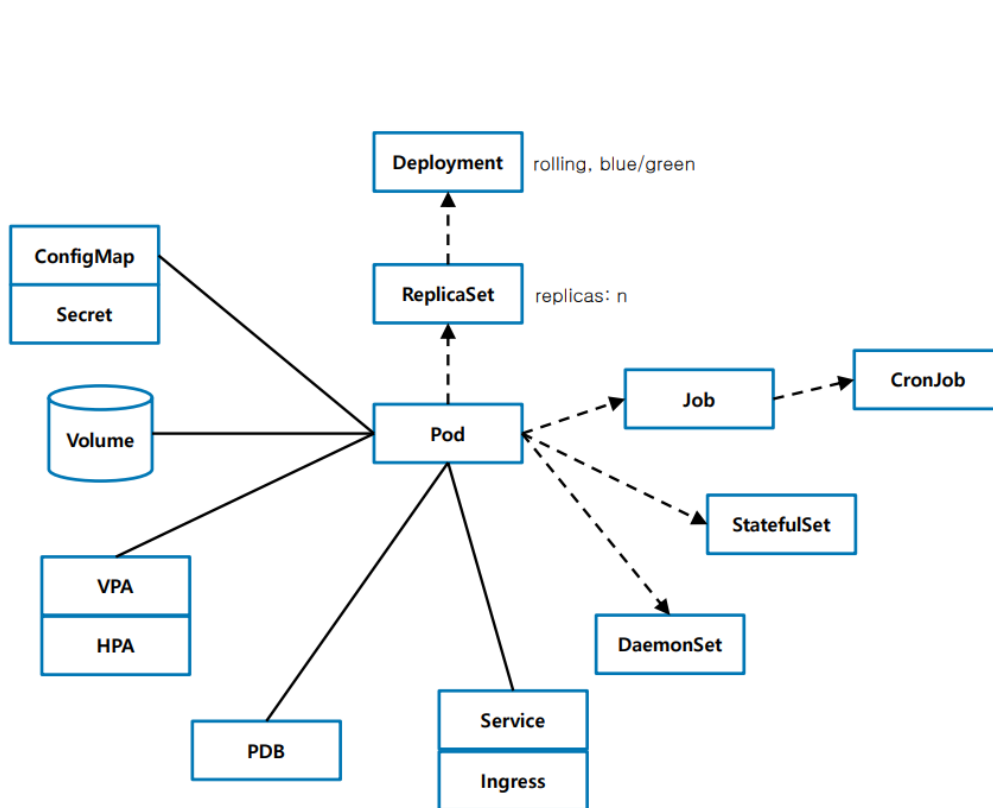 Deployment
rolling, blue/green
ConfigMap
Secret
ReplicaSet
replicas: n
Volume
Pod
Job
CronJob
StatefulSet
VPA
HPA
DaemonSet
PDB
Service
Ingress